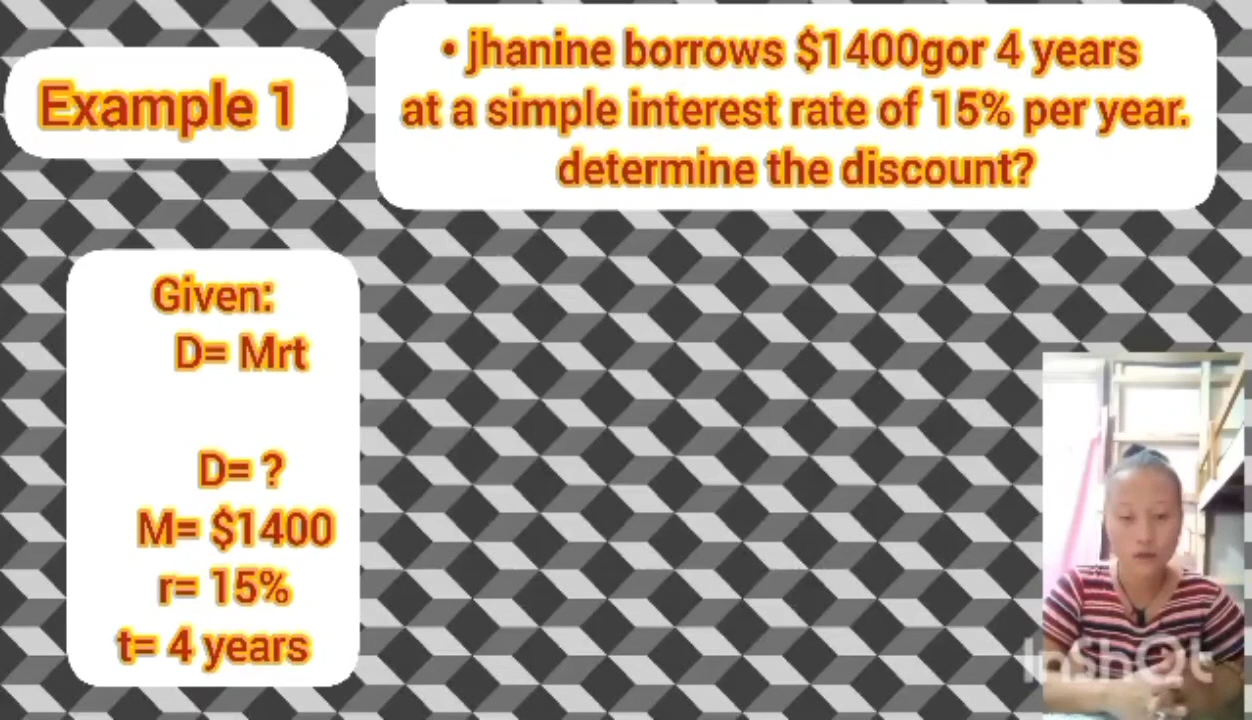 Example 1
• jhanine borrows $1400gor 4 years
at a simple interest rate of 15% per year.
determine the discount?
Given:
D= Mrt
D= ?
M= $1400
r= 15%
t= 4 years
InShOt